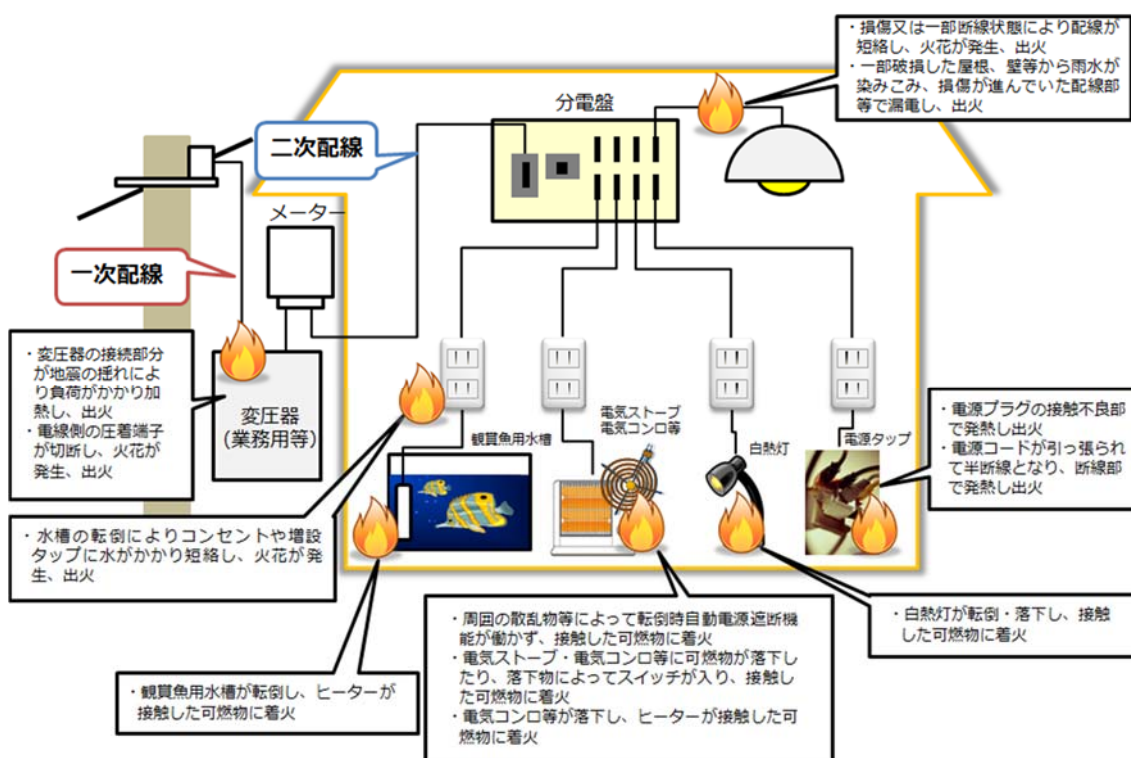 ・損傷又は一部断線状態により配線が
短絡し、火花が発生、出火
・一部破損した屋根、壁等から雨水が
染みこみ、損傷が進んでいた配線部
等で漏電し、出火
分電盤
二次配線
メーター
一次配線
・変圧器の接続部分
が地震の揺れによ
り負荷がかかり加
熱し、出火
・電線側の圧着端子
が切断し、火花が
発生、出火
変圧器
(業務用等)
観賞魚用水槽
電気ストーブ
電気コンロ等
白熱灯
電源タップ
・電源プラグの接触不良部
で発熱し出火
・電源コードが引っ張られ
て半断線となり、断線部
で発熱し出火
・水槽の転倒によりコンセントや増設
タップに水がかかり短絡し、火花が発
生、出火
・観賞魚用水槽が転倒し、ヒーターが
接触した可燃物に着火
・周囲の散乱物等によって転倒時自動電源遮断機
能が働かず、接触した可燃物に着火
・電気ストーブ・電気コンロ等に可燃物が落下し
たり、落下物によってスイッチが入り、接触し
た可燃物に着火
・電気コンロ等が落下し、ヒーターが接触した可
燃物に着火
・白熱灯が転倒・落下し、接触
した可燃物に着火